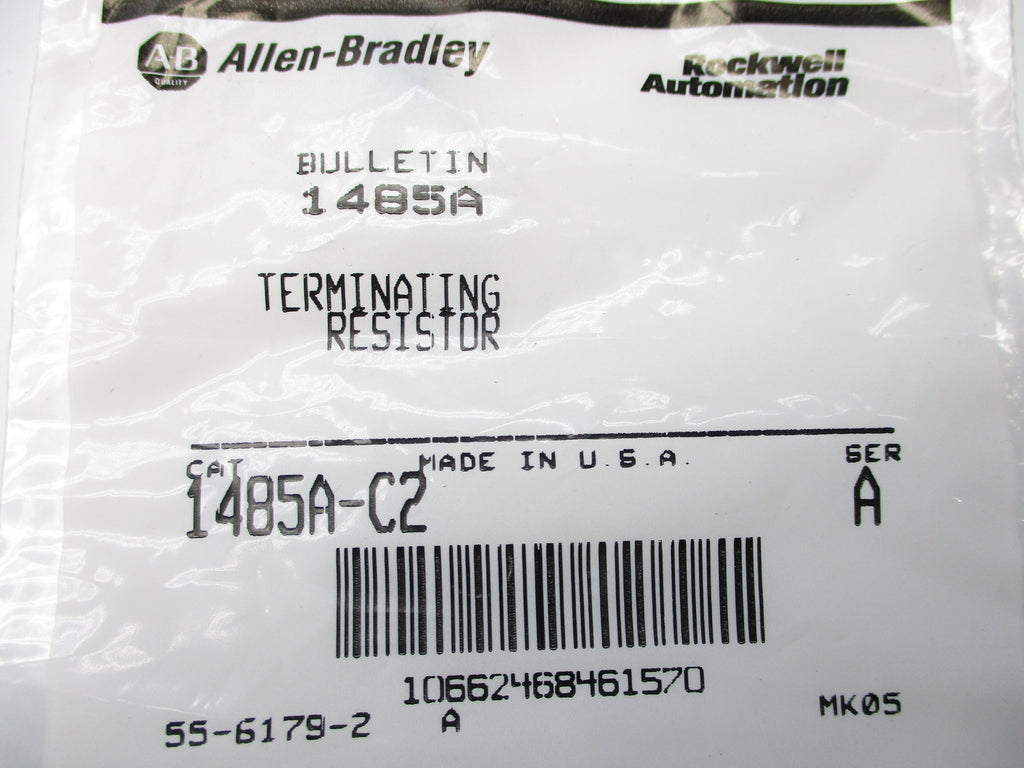 A·B QUALITY Allen-Bradley
Rockwell Automation
BULLETIN
1485A
TERMINATING
RESISTOR
CAT MADE IN U.S.A. SER
1485A-C2 A
10662468461570
55-6179-2 A MK05